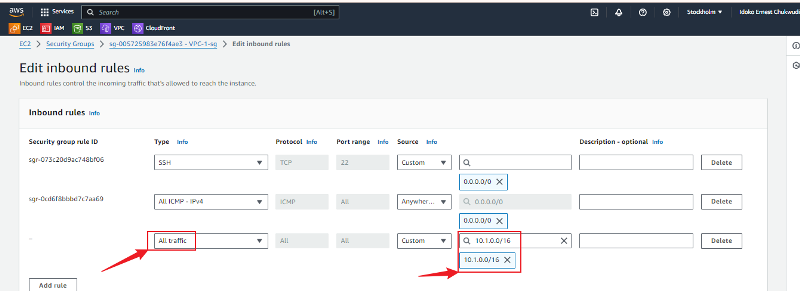 aws Services Search [Alt+S] Stockholm ▼ Idoko Ernest Chukwudi
EC2 IAM S3 VPC CloudFront
EC2 > Security Groups > sg-005725983e76f4ae3 - VPC-1-sg > Edit inbound rules
Edit inbound rules Info
Inbound rules control the incoming traffic that's allowed to reach the instance.
Inbound rules Info
Security group rule ID Type Info Protocol Info Port range Info Source Info Description - optional Info
sgr-073c20d9ac748bf06 SSH TCP 22 Custom Delete
0.0.0.0/0
sgr-0cd6f8bbbd7c7aa69 All ICMP - IPv4 ICMP All Anywher... 0.0.0.0/0 Delete
0.0.0.0/0
- All traffic All All Custom 10.1.0.0/16 Delete
10.1.0.0/16
Add rule